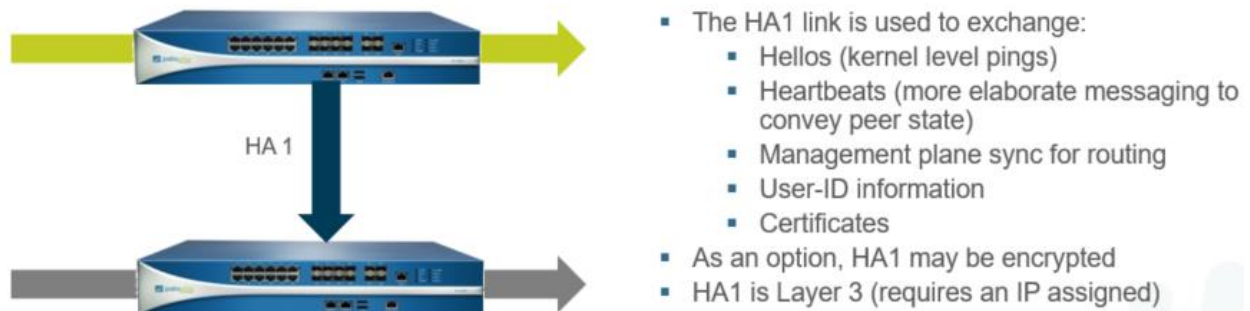 The HA1 link is used to exchange:
Hellos (kernel level pings)
Heartbeats (more elaborate messaging to
convey peer state)
Management plane sync for routing
User-ID information
Certificates
As an option, HA1 may be encrypted
HA1 is Layer 3 (requires an IP assigned)
HA 1